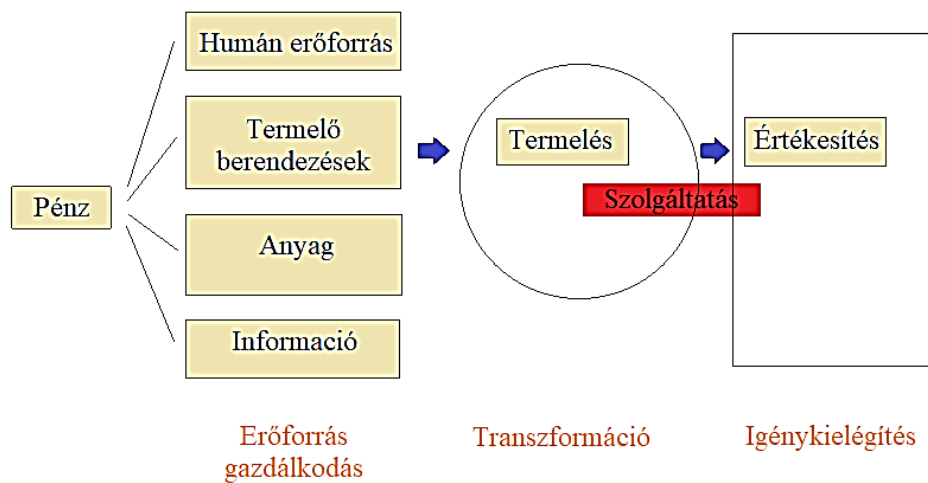 Pénz
Humán erőforrás
Termelő
berendezések
Anyag
Információ
Termelés
Szolgáltatás
Értékesítés
Erőforrás
gazdálkodás
Transzformáció
Igénykielégítés